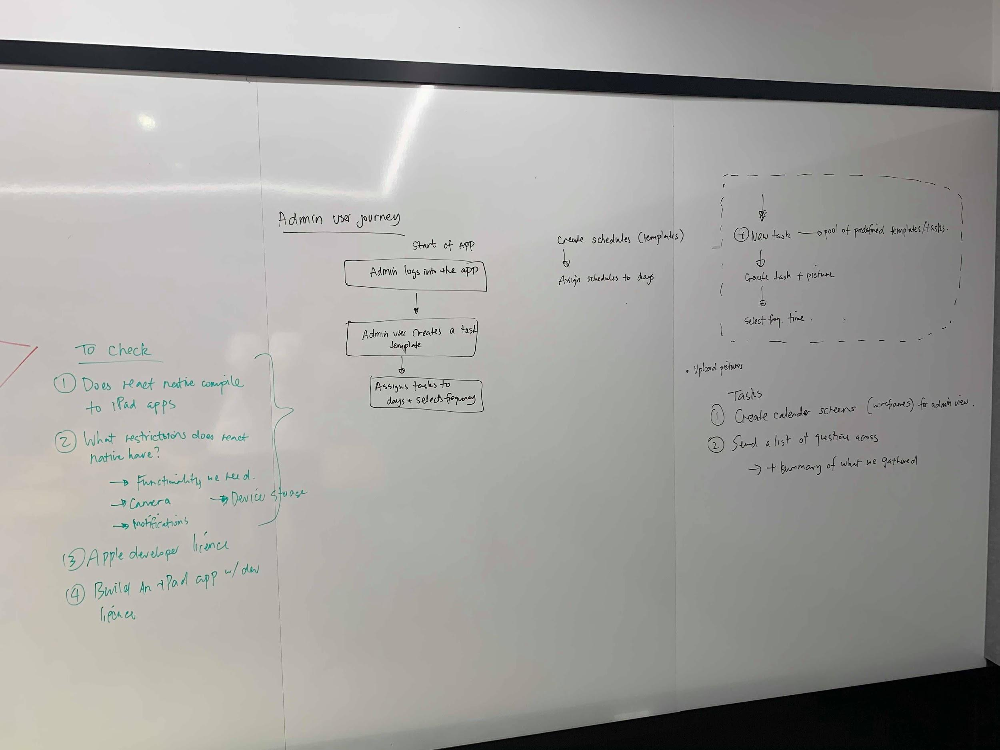 To check
① Does react native compile
to iPad apps
② What restrictsions does react
native have?
→ Functionality we need.
→ Camera → Device storage
→ Notifications
③ Apple developer licence
④ Build An iPad app w/ dev
licence
Admin user journey
Start of APP
Admin logs into the app
Admin user creates a task
template
Assigns tasks to
days + selects frequency
Create schedules (templates)
Assign schedules to days
+ New task → pool of predefined templates/tasks.
Create task + picture
Select freq. time.
• Upload pictures
Tasks
① Create calender screens (wireframes) for admin view.
② Send a list of questions across
→ + summary of what we gathered